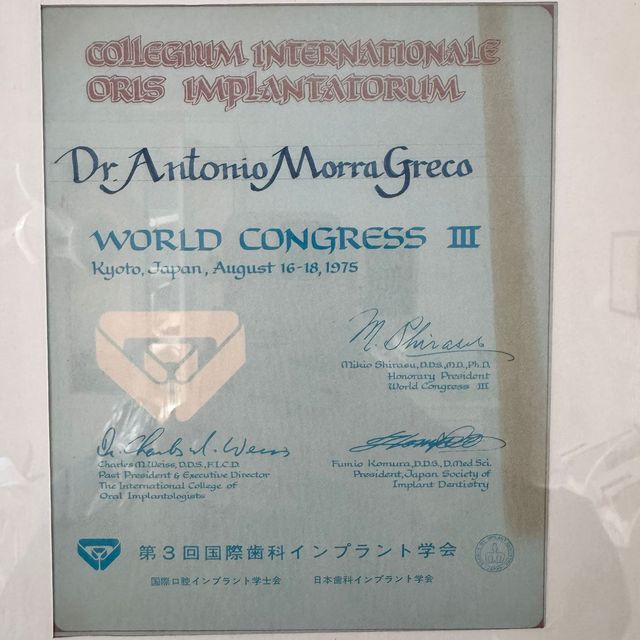 COLLEGIUM INTERNATIONALE
ORIS IMPLANTATORUM
Dr. Antonio Morra Greco
WORLD CONGRESS III
Kyoto, Japan, August 16-18, 1975
M. Shirasu
Mikio Shirasu, D.D.S., M.D., Ph.D.
Honorary President
World Congress III
Dr. Charles M. Weiss
Charles M. Weiss, D.D.S., F.I.C.D.
Past President & Executive Director
The International College of
Oral Implantologists
Fumio Komura, D.D.S., D.Med Sci.
President, Japan Society of
Implant Dentistry
第3回国際歯科インプラント学会
国際口腔インプラント学士会 日本歯科インプラント学会